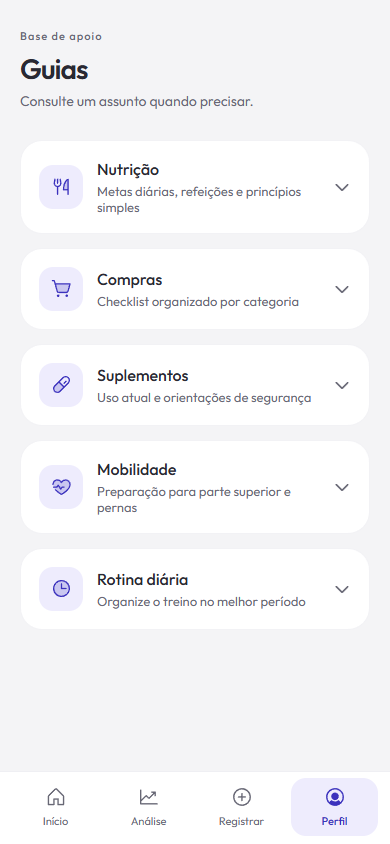 Base de apoio
Guias
Consulte um assunto quando precisar.
Nutrição
Metas diárias, refeições e princípios
simples
Compras
Checklist organizado por categoria
Suplementos
Uso atual e orientações de segurança
Mobilidade
Preparação para parte superior e
pernas
Rotina diária
Organize o treino no melhor período
Início
Análise
Registrar
Perfil